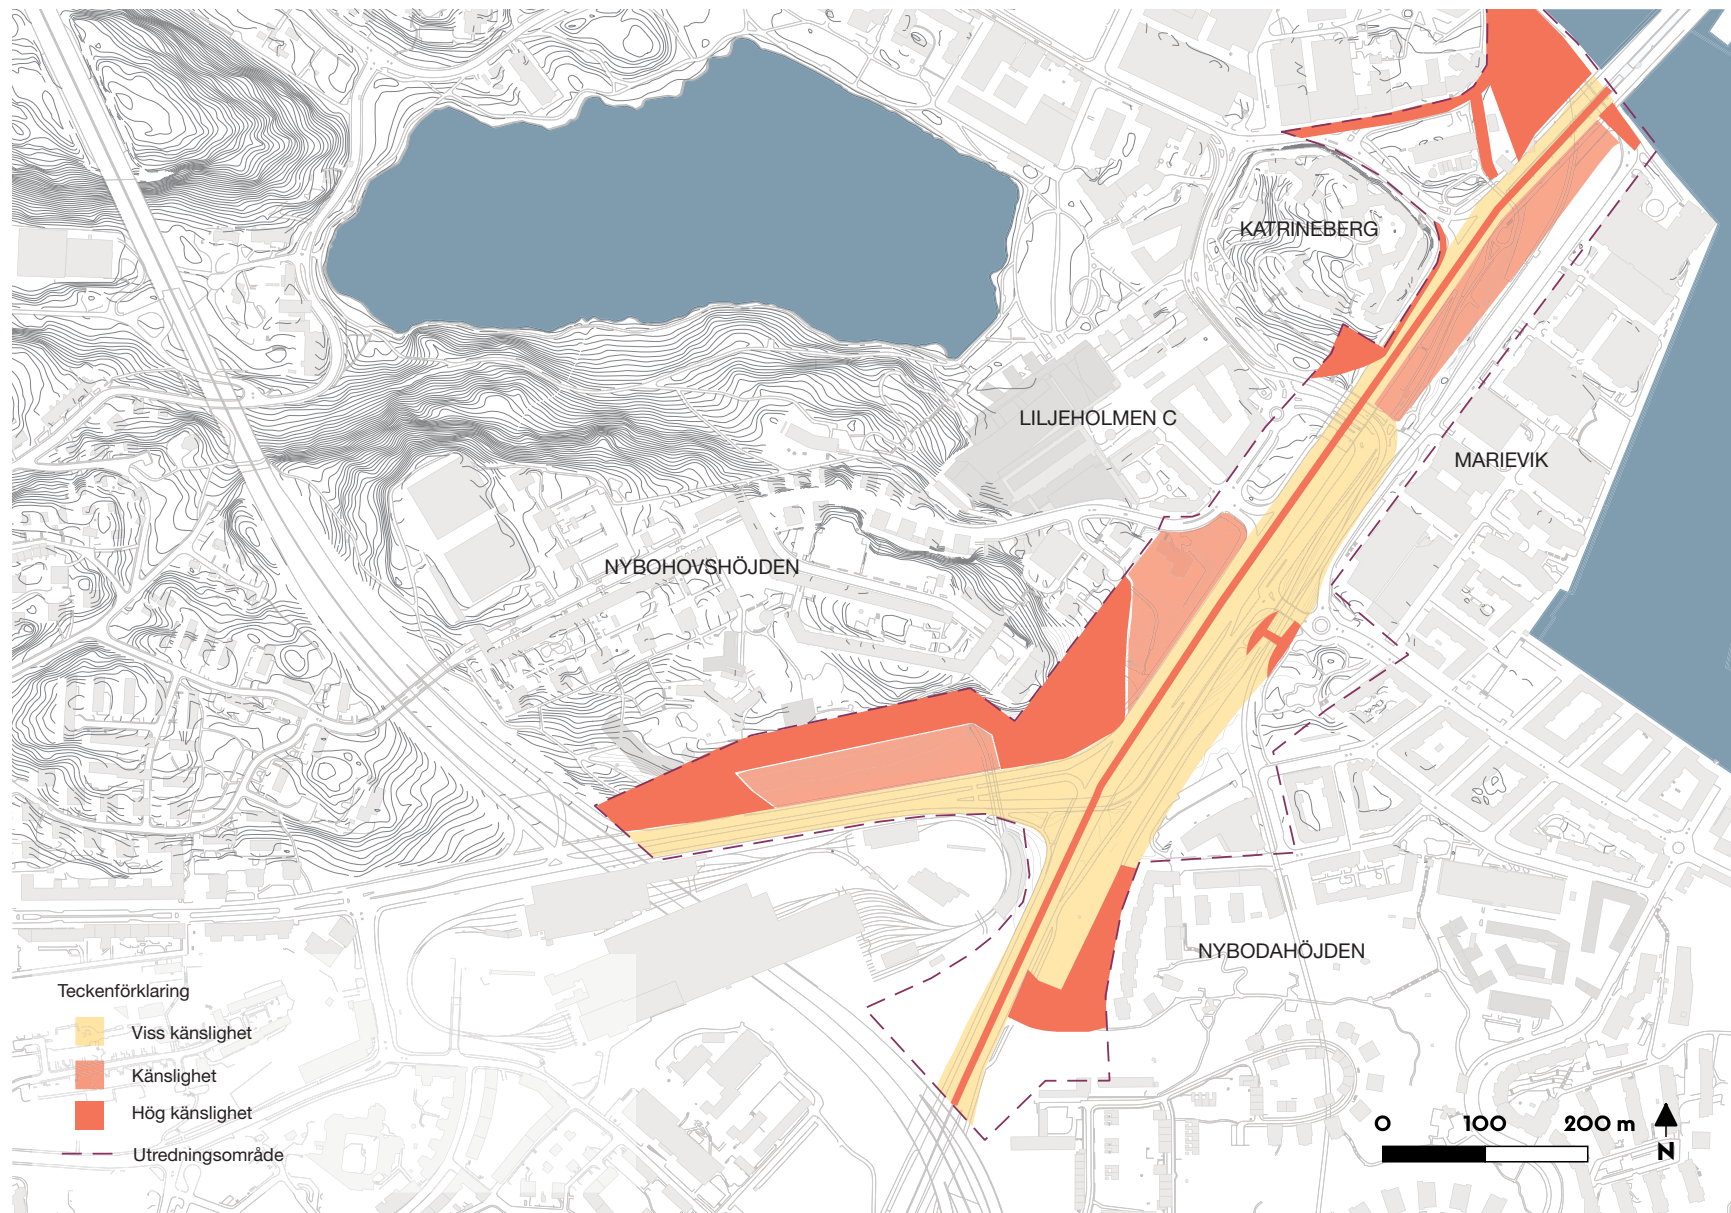 KATRINEBERG
LILJEHOLMEN C
MARIEVIK
NYBOHOVSHÖJDEN
NYBODAHÖJDEN
Teckenförklaring
Viss känslighet
Känslighet
Hög känslighet
Utredningsområde
0 100 200 m
N